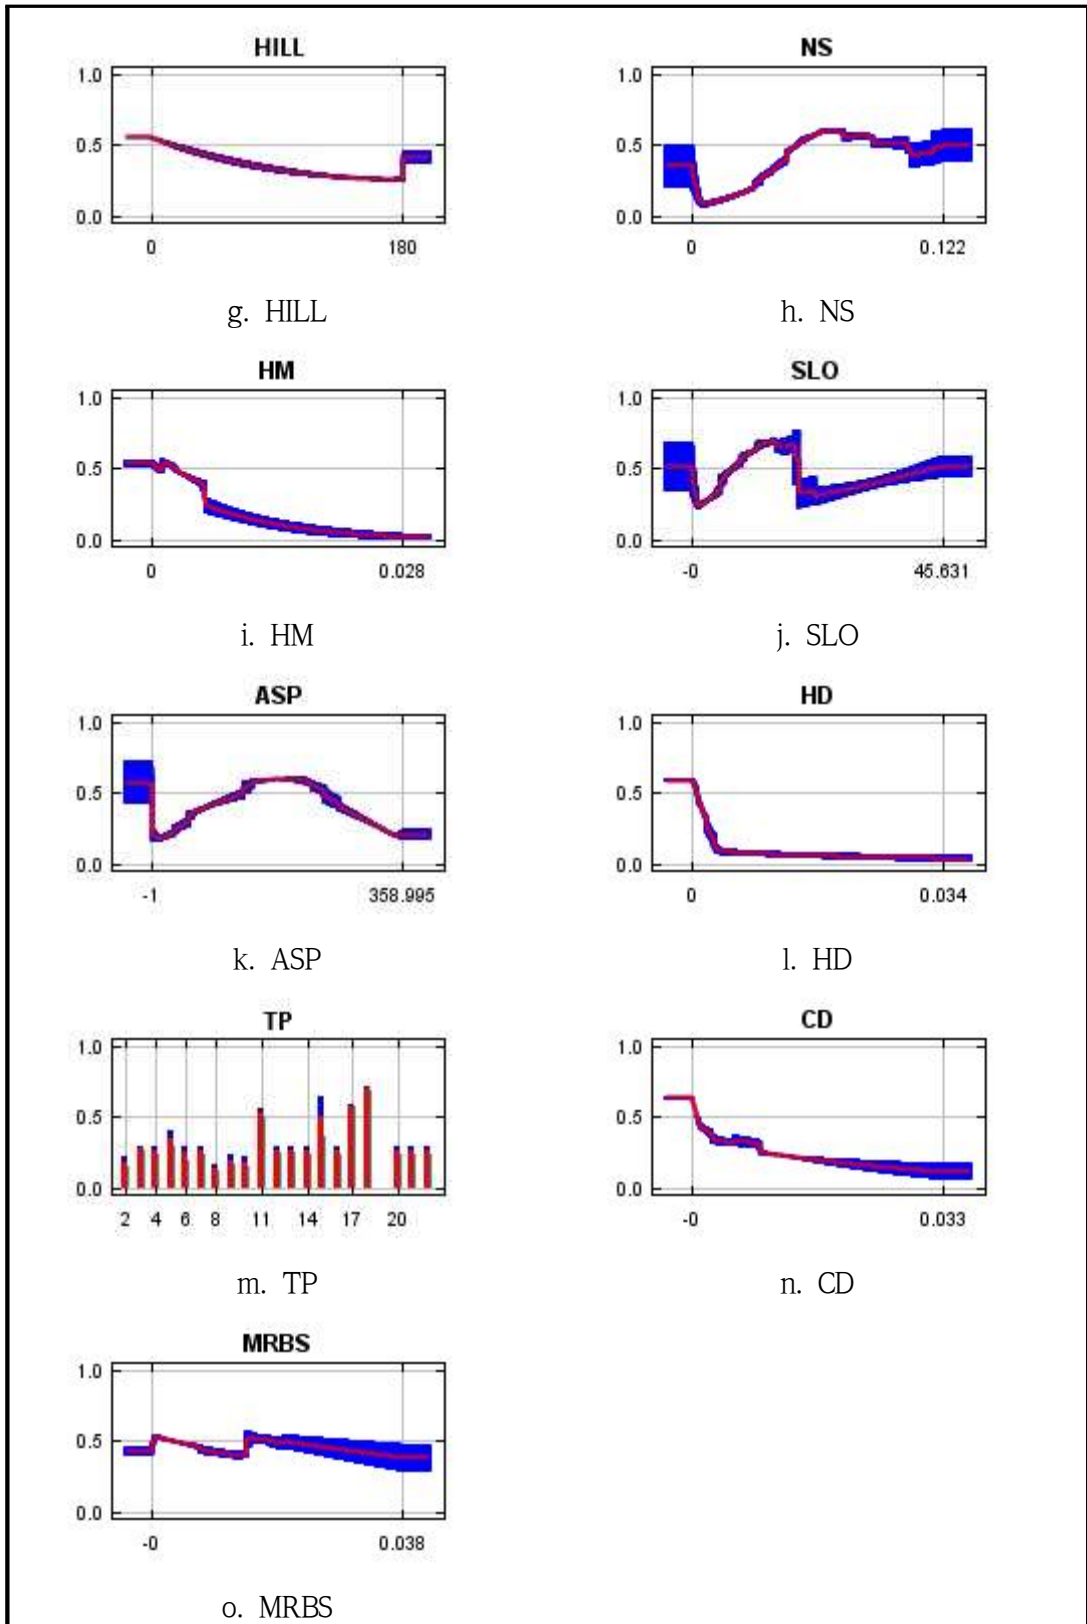 HILL NS
1.0 1.0
0.5 0.5
0.0 0.0
0 180 0 0.122
g. HILL h. NS
HM SLO
1.0 1.0
0.5 0.5
0.0 0.0
0 0.028 -0 45.631
i. HM j. SLO
ASP HD
1.0 1.0
0.5 0.5
0.0 0.0
-1 358.995 0 0.034
k. ASP l. HD
TP CD
1.0 1.0
0.5 0.5
0.0 0.0
2 4 6 8 11 14 17 20 -0 0.033
m. TP n. CD
MRBS
1.0
0.5
0.0
-0 0.038
o. MRBS